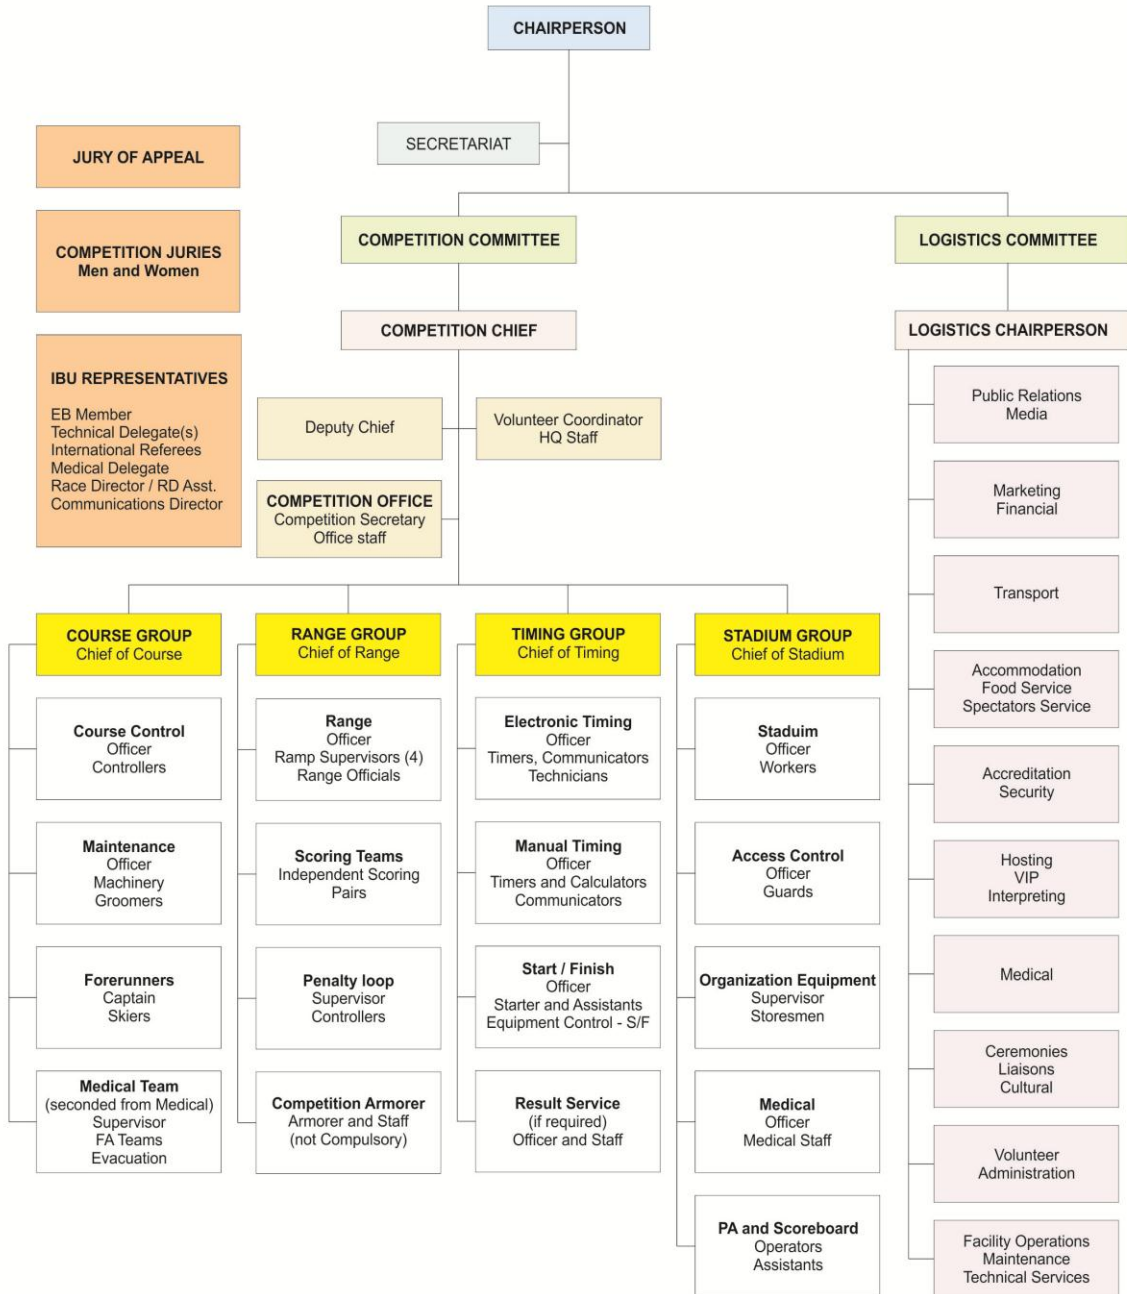 CHAIRPERSON
SECRETARIAT
JURY OF APPEAL
COMPETITION JURIES
Men and Women
IBU REPRESENTATIVES
EB Member
Technical Delegate(s)
International Referees
Medical Delegate
Race Director / RD Asst.
Communications Director
COMPETITION COMMITTEE
COMPETITION CHIEF
Deputy Chief
Volunteer Coordinator
HQ Staff
COMPETITION OFFICE
Competition Secretary
Office staff
COURSE GROUP
Chief of Course
Course Control
Officer
Controllers
Maintenance
Officer
Machinery
Groomers
Forerunners
Captain
Skiers
Medical Team
(seconded from Medical)
Supervisor
FA Teams
Evacuation
RANGE GROUP
Chief of Range
Range
Officer
Ramp Supervisors (4)
Range Officials
Scoring Teams
Independent Scoring
Pairs
Penalty loop
Supervisor
Controllers
Competition Armorer
Armorer and Staff
(not Compulsory)
TIMING GROUP
Chief of Timing
Electronic Timing
Officer
Timers, Communicators
Technicians
Manual Timing
Officer
Timers and Calculators
Communicators
Start / Finish
Officer
Starter and Assistants
Equipment Control - S/F
Result Service
(if required)
Officer and Staff
STADIUM GROUP
Chief of Stadium
Staduim
Officer
Workers
Access Control
Officer
Guards
Organization Equipment
Supervisor
Storesmen
Medical
Officer
Medical Staff
PA and Scoreboard
Operators
Assistants
LOGISTICS COMMITTEE
LOGISTICS CHAIRPERSON
Public Relations
Media
Marketing
Financial
Transport
Accommodation
Food Service
Spectators Service
Accreditation
Security
Hosting
VIP
Interpreting
Medical
Ceremonies
Liaisons
Cultural
Volunteer
Administration
Facility Operations
Maintenance
Technical Services